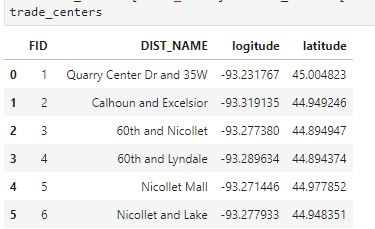 trade_centers
FID DIST_NAME logitude latitude
0 1 Quarry Center Dr and 35W -93.231767 45.004823
1 2 Calhoun and Excelsior -93.319135 44.949246
2 3 60th and Nicollet -93.277380 44.894947
3 4 60th and Lyndale -93.289634 44.894374
4 5 Nicollet Mall -93.271446 44.977852
5 6 Nicollet and Lake -93.277933 44.948351